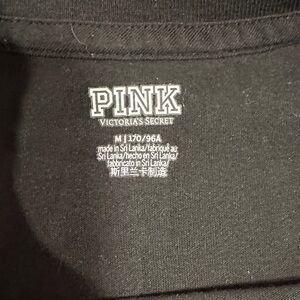 PINK
VICTORIA'S SECRET
M | 170/96A
made in Sri Lanka/fabriqué au
Sri Lanka/hecho en Sri Lanka/
fabbricato in Sri Lanka/
斯里兰卡制造